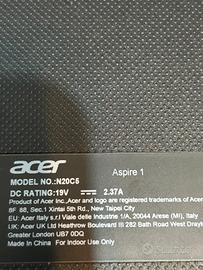 acer
Aspire 1
MODEL NO.:N20C5
DC RATING:19V ⎓ 2.37A
Product of Acer Inc.,Acer and logo are registered trademarks of Acer
8F 88, Sec.1 Xintai 5th Rd., New Taipei City
EU: Acer Italy s.r.l Viale delle Industrie 1/A, 20044 Arese (MI), Italy
UK: Acer UK Ltd Heathrow Boulevard III 282 Bath Road West Dray
Greater London UB7 0DQ
Made in China For Indoor Use Only